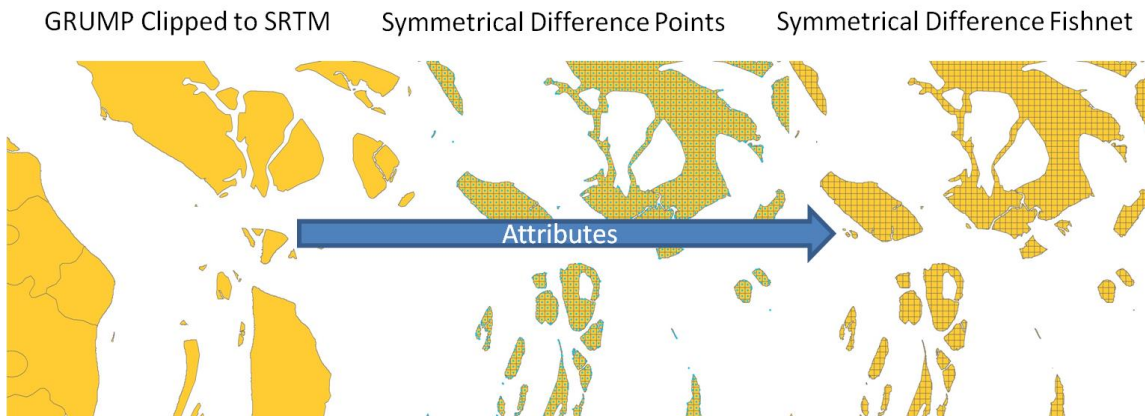 GRUMP Clipped to SRTM
Symmetrical Difference Points
Symmetrical Difference Fishnet
Attributes